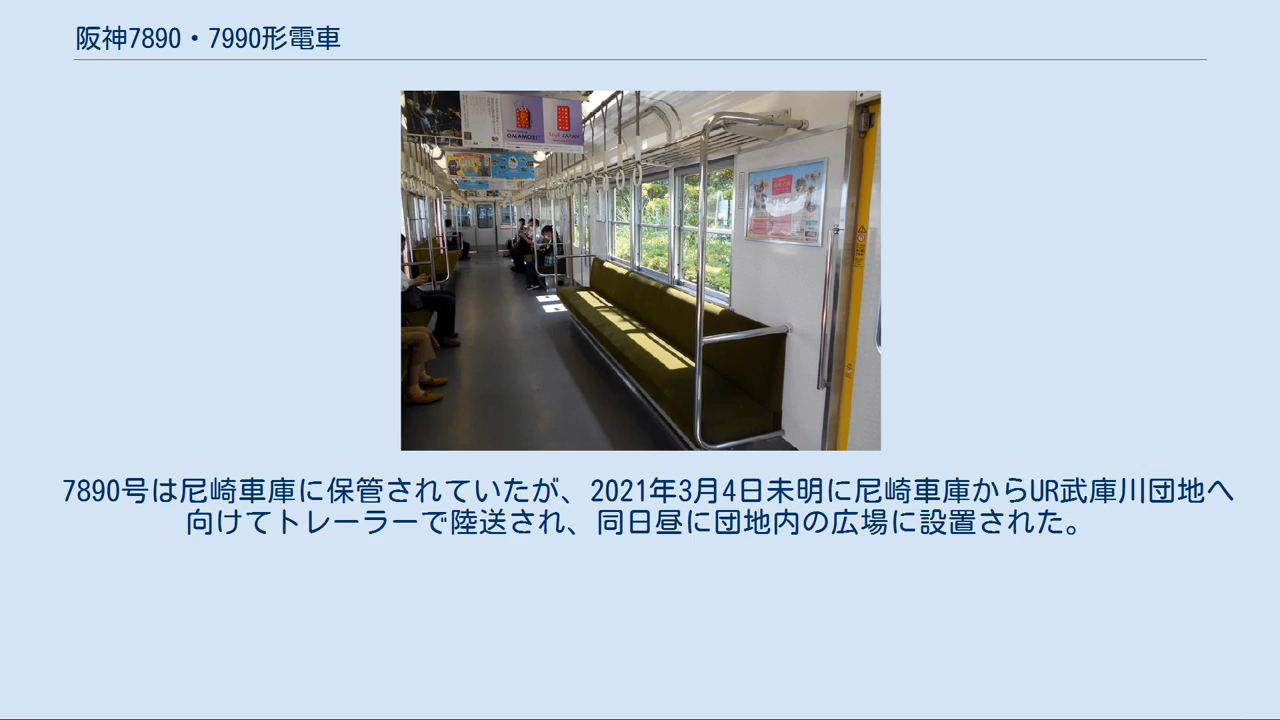 阪神7890・7990形電車
OMAMORI
7890号は尼崎車庫に保管されていたが、2021年3月4日未明に尼崎車庫からUR武庫川団地へ
向けてトレーラーで陸送され、同日昼に団地内の広場に設置された。